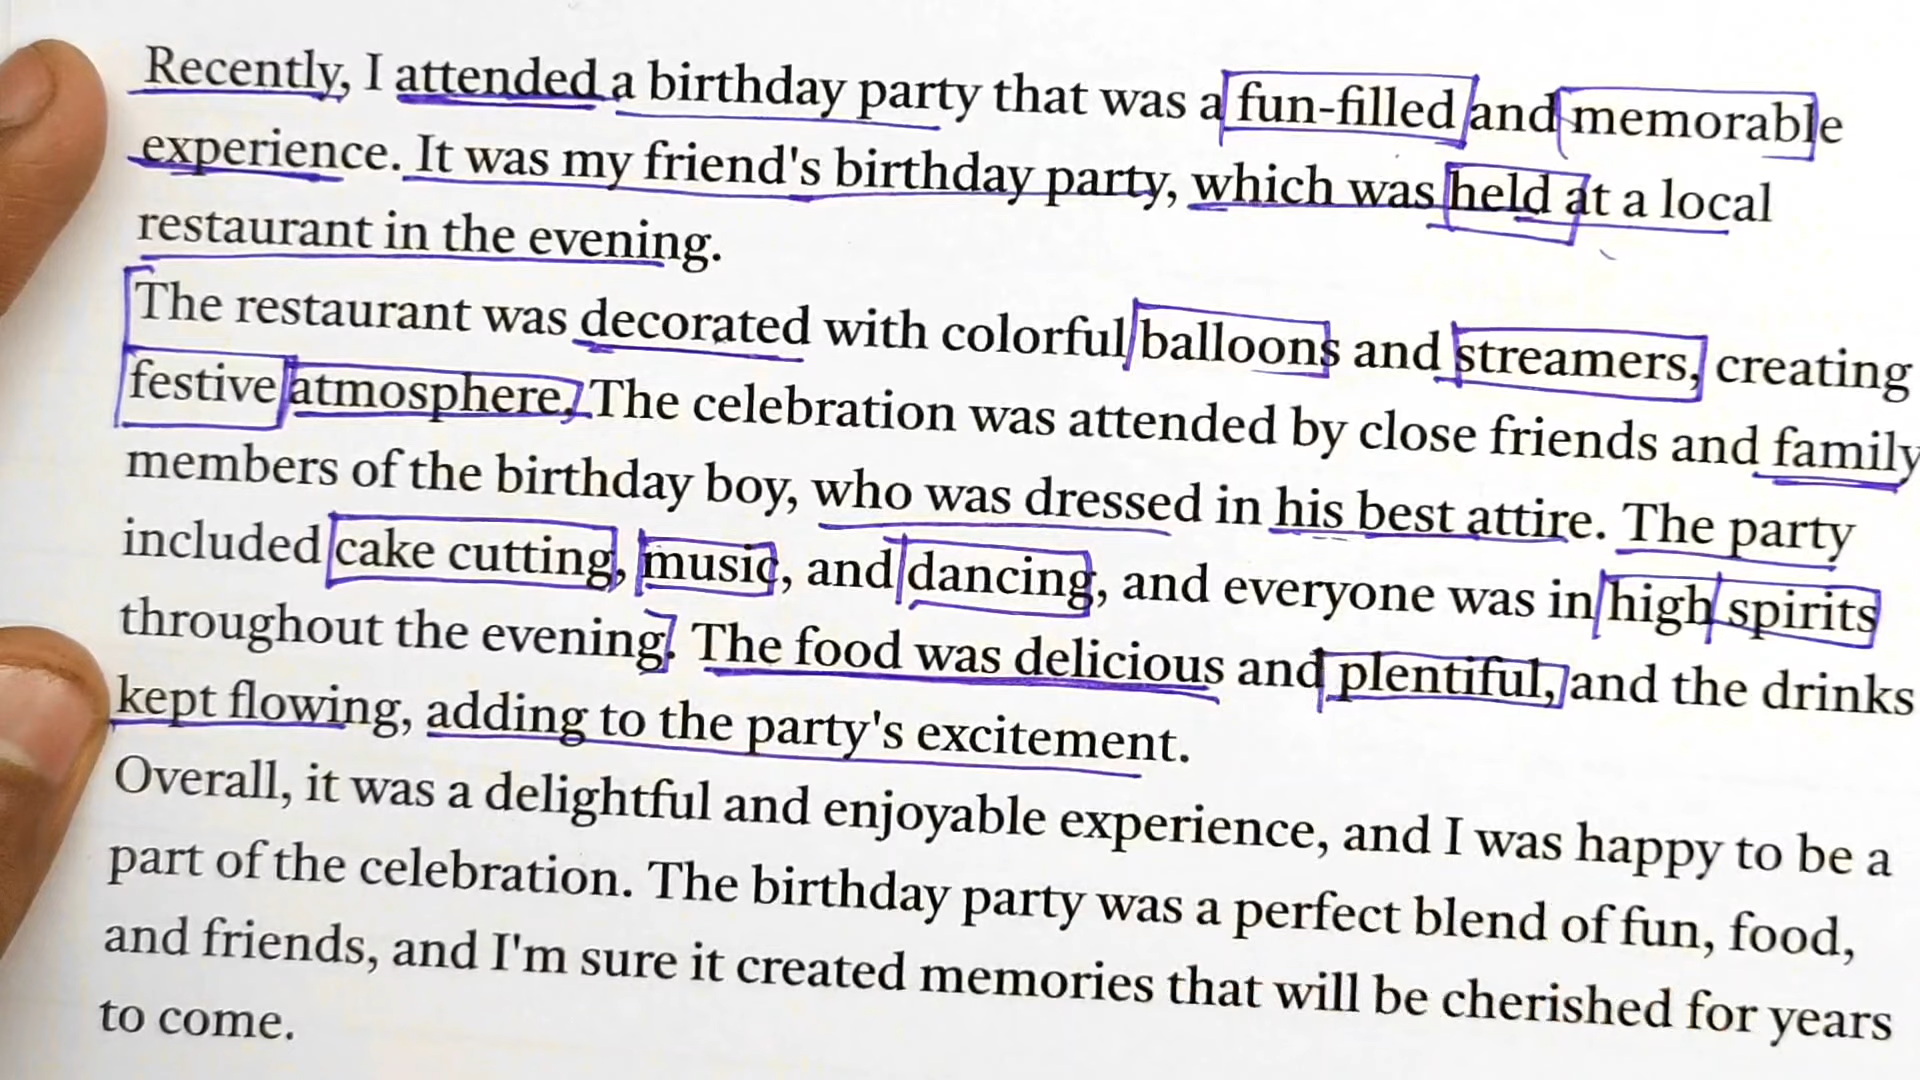 Recently, I attended a birthday party that was a fun-filled and memorable
experience. It was my friend's birthday party, which was held at a local
restaurant in the evening.
The restaurant was decorated with colorful balloons and streamers, creating
festive atmosphere. The celebration was attended by close friends and family
members of the birthday boy, who was dressed in his best attire. The party
included cake cutting, music, and dancing, and everyone was in high spirits
throughout the evening. The food was delicious and plentiful, and the drinks
kept flowing, adding to the party's excitement.
Overall, it was a delightful and enjoyable experience, and I was happy to be a
part of the celebration. The birthday party was a perfect blend of fun, food,
and friends, and I'm sure it created memories that will be cherished for years
to come.